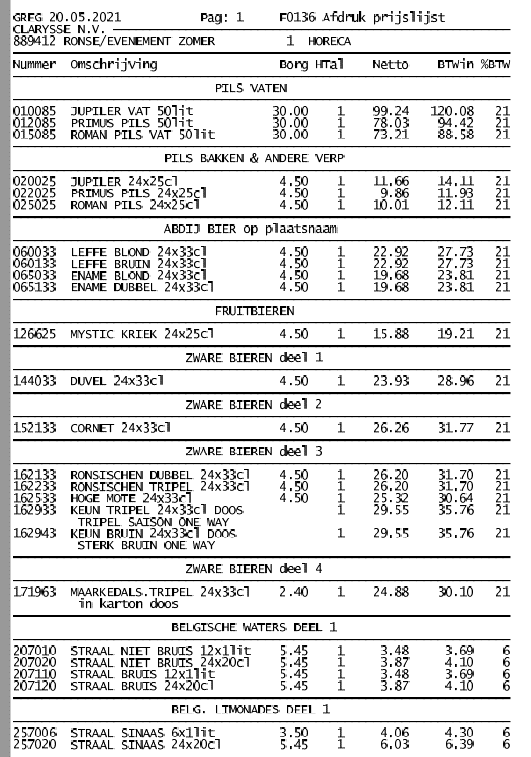 GRFG 20.05.2021 Pag: 1 F0136 Afdruk prijslijst
CLARYSSE N.V.
889412 RONSE/EVENEMENT ZOMER 1 HORECA
Nummer Omschrijving Borg HTal Netto BTWin %BTW
PILS VATEN
010085 JUPILER VAT 50lit 30.00 1 99.24 120.08 21
012085 PRIMUS PILS 50lit 30.00 1 78.03 94.42 21
015085 ROMAN PILS VAT 50lit 30.00 1 73.21 88.58 21
PILS BAKKEN & ANDERE VERP
020025 JUPILER 24x25cl 4.50 1 11.66 14.11 21
022025 PRIMUS PILS 24x25cl 4.50 1 9.86 11.93 21
025025 ROMAN PILS 24x25cl 4.50 1 10.01 12.11 21
ABDIJ BIER op plaatsnaam
060033 LEFFE BLOND 24x33cl 4.50 1 22.92 27.73 21
060133 LEFFE BRUIN 24x33cl 4.50 1 22.92 27.73 21
065033 ENAME BLOND 24x33cl 4.50 1 19.68 23.81 21
065133 ENAME DUBBEL 24x33cl 4.50 1 19.68 23.81 21
FRUITBIEREN
126625 MYSTIC KRIEK 24x25cl 4.50 1 15.88 19.21 21
ZWARE BIEREN deel 1
144033 DUVEL 24x33cl 4.50 1 23.93 28.96 21
ZWARE BIEREN deel 2
152133 CORNET 24x33cl 4.50 1 26.26 31.77 21
ZWARE BIEREN deel 3
162133 RONSISCHEN DUBBEL 24x33cl 4.50 1 26.20 31.70 21
162233 RONSISCHEN TRIPEL 24x33cl 4.50 1 26.20 31.70 21
162533 HOGE MOTE 24x33cl 4.50 1 25.32 30.64 21
162933 KEUN TRIPEL 24x33cl DOOS 1 29.55 35.76 21
TRIPEL SAISON ONE WAY
162943 KEUN BRUIN 24x33cl DOOS 1 29.55 35.76 21
STERK BRUIN ONE WAY
ZWARE BIEREN deel 4
171963 MAARKEDALS.TRIPEL 24x33cl 2.40 1 24.88 30.10 21
in karton doos
BELGISCHE WATERS DEEL 1
207010 STRAAL NIET BRUIS 12x1lit 5.45 1 3.48 3.69 6
207020 STRAAL NIET BRUIS 24x20cl 5.45 1 3.87 4.10 6
207110 STRAAL BRUIS 12x1lit 5.45 1 3.48 3.69 6
207120 STRAAL BRUIS 24x20cl 5.45 1 3.87 4.10 6
BELG. LIMONADES DEEL 1
257006 STRAAL SINAAS 6x1lit 3.50 1 4.06 4.30 6
257020 STRAAL SINAAS 24x20cl 5.45 1 6.03 6.39 6